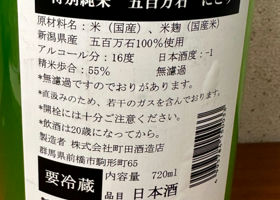 特別純米 五百万石 にごり
原材料名：米（国産）、米麹（国産米）
新潟県産 五百万石100%使用
アルコール分：16度 日本酒度：-1
精米歩合：55% 無濾過
*無濾過ですのでおりがあります。
*直汲みのため、若干のガスを含んでおります。
*開栓には十分ご注意ください。
*飲酒は20歳になってから。
製造者 株式会社町田酒造店
群馬県前橋市駒形町65
要冷蔵
内容量 720ml
品目 日本酒